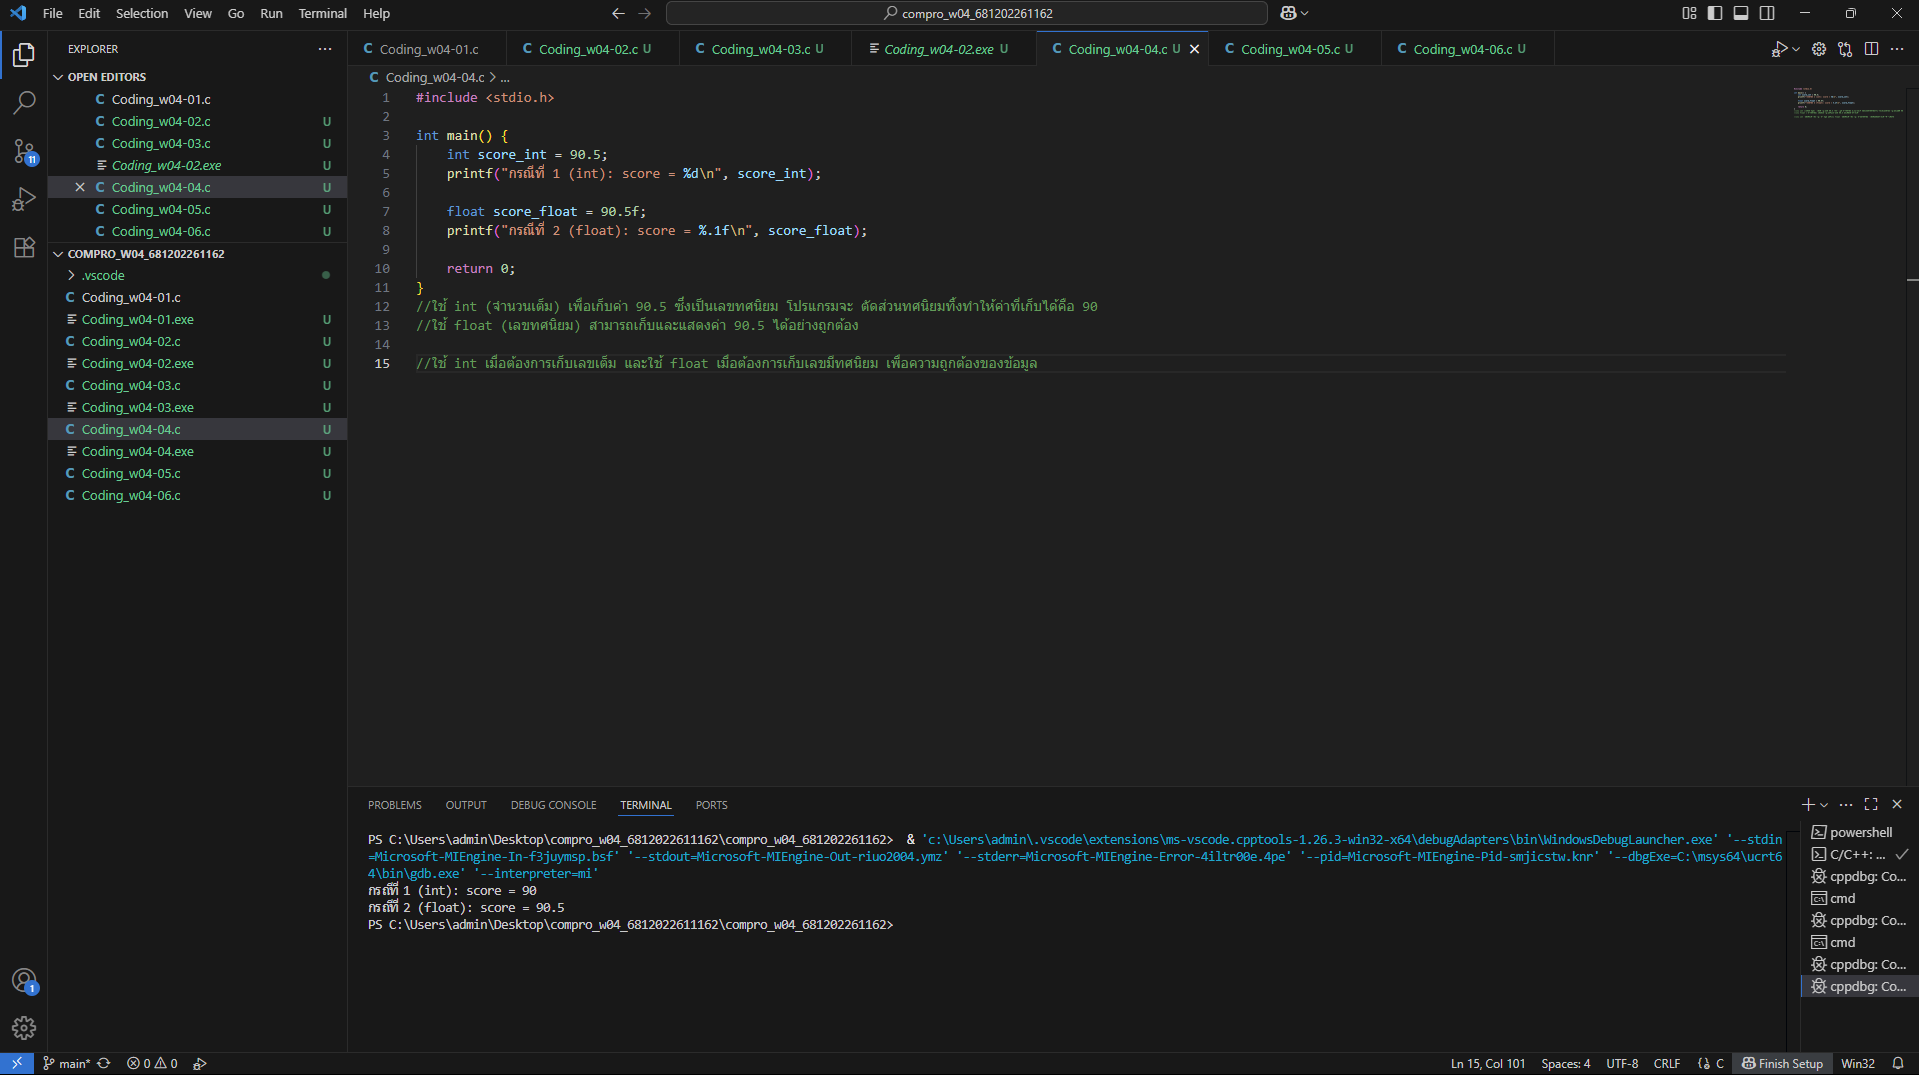 File Edit Selection View Go Run Terminal Help
compro_w04_681202261162
EXPLORER
OPEN EDITORS
Coding_w04-01.c
Coding_w04-02.c U
Coding_w04-03.c U
Coding_w04-02.exe U
Coding_w04-04.c U
Coding_w04-05.c U
Coding_w04-06.c U
COMPRO_W04_681202261162
.vscode
Coding_w04-01.c
Coding_w04-01.exe U
Coding_w04-02.c U
Coding_w04-02.exe U
Coding_w04-03.c U
Coding_w04-03.exe U
Coding_w04-04.c U
Coding_w04-04.exe U
Coding_w04-05.c U
Coding_w04-06.c U
11
1
Coding_w04-01.c Coding_w04-02.c U Coding_w04-03.c U Coding_w04-02.exe U Coding_w04-04.c U Coding_w04-05.c U Coding_w04-06.c U
C Coding_w04-04.c > ...
1 #include <stdio.h>
2
3 int main() {
4 int score_int = 90.5;
5 printf("กรณีที่ 1 (int): score = %d\n", score_int);
6
7 float score_float = 90.5f;
8 printf("กรณีที่ 2 (float): score = %.1f\n", score_float);
9
10 return 0;
11 }
12 //ใช้ int (จำนวนเต็ม) เพื่อเก็บค่า 90.5 ซึ่งเป็นเลขทศนิยม โปรแกรมจะ ตัดส่วนทศนิยมทิ้งทำให้ค่าที่เก็บได้คือ 90
13 //ใช้ float (เลขทศนิยม) สามารถเก็บและแสดงค่า 90.5 ได้อย่างถูกต้อง
14
15 //ใช้ int เมื่อต้องการเก็บเลขเต็ม และใช้ float เมื่อต้องการเก็บเลขมีทศนิยม เพื่อความถูกต้องของข้อมูล
PROBLEMS OUTPUT DEBUG CONSOLE TERMINAL PORTS
PS C:\Users\admin\Desktop\compro_w04_6812022611162\compro_w04_681202261162> & 'c:\Users\admin\.vscode\extensions\ms-vscode.cpptools-1.26.3-win32-x64\debugAdapters\bin\WindowsDebugLauncher.exe' '--stdin
=Microsoft-MIEngine-In-f3juymsp.bsf' '--stdout=Microsoft-MIEngine-Out-riuo2004.ymz' '--stderr=Microsoft-MIEngine-Error-4iltr00e.4pe' '--pid=Microsoft-MIEngine-Pid-smjicstw.knr' '--dbgExe=C:\msys64\ucrt6
4\bin\gdb.exe' '--interpreter=mi'
กรณีที่ 1 (int): score = 90
กรณีที่ 2 (float): score = 90.5
PS C:\Users\admin\Desktop\compro_w04_6812022611162\compro_w04_681202261162>
powershell
C/C++: ...
cppdbg: Co...
cmd
cppdbg: Co...
cmd
cppdbg: Co...
cppdbg: Co...
main* 0 0 Ln 15, Col 101 Spaces: 4 UTF-8 CRLF C Finish Setup Win32